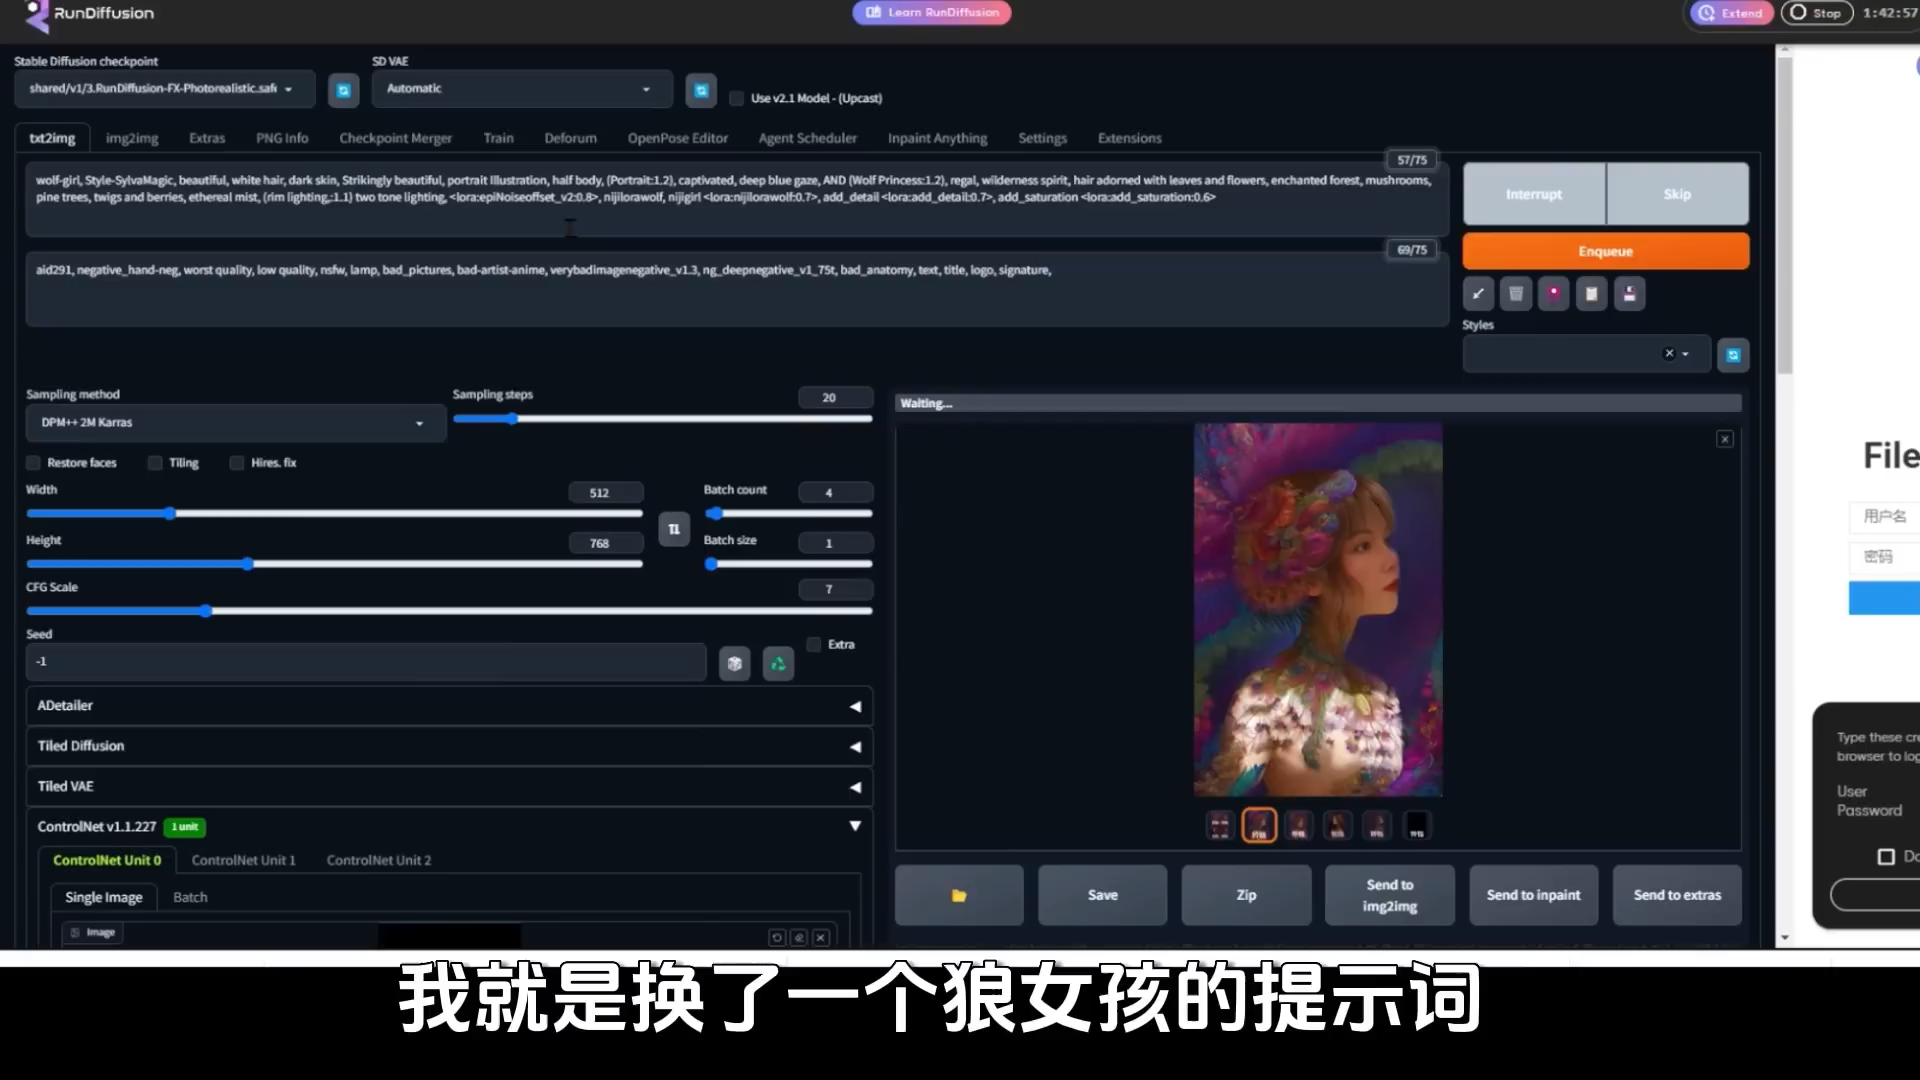 RunDiffusion
Learn RunDiffusion
Extend
Stop
1:42:57
Stable Diffusion checkpoint
SD VAE
shared/v1/3.RunDiffusion-FX-Photorealistic.safe
Automatic
Use v2.1 Model - (Upcast)
txt2img
img2img
Extras
PNG Info
Checkpoint Merger
Train
Deforum
OpenPose Editor
Agent Scheduler
Inpaint Anything
Settings
Extensions
57/75
wolf-girl, Style-SylvaMagic, beautiful, white hair, dark skin, Strikingly beautiful, portrait Illustration, half body, (Portrait:1.2), captivated, deep blue gaze, AND (Wolf Princess:1.2), regal, wilderness spirit, hair adorned with leaves and flowers, enchanted forest, mushrooms,
pine trees, twigs and berries, ethereal mist, (rim lighting,:1.1) two tone lighting, <lora:epiNoiseoffset_v2:0.8>, nijilorawolf, nijigirl <lora:nijilorawolf:0.7>, add_detail <lora:add_detail:0.7>, add_saturation <lora:add_saturation:0.6>
Interrupt
Skip
69/75
aid291, negative_hand-neg, worst quality, low quality, nsfw, lamp, bad_pictures, bad-artist-anime, verybadimagenegative_v1.3, ng_deepnegative_v1_75t, bad_anatomy, text, title, logo, signature,
Enqueue
Styles
Sampling method
DPM++ 2M Karras
Sampling steps
20
Restore faces
Tiling
Hires. fix
Width
512
Batch count
4
Height
768
Batch size
1
CFG Scale
7
Seed
-1
Extra
ADetailer
Tiled Diffusion
Tiled VAE
ControlNet v1.1.227
1 unit
ControlNet Unit 0
ControlNet Unit 1
ControlNet Unit 2
Single Image
Batch
Image
Waiting...
Save
Zip
Send to
img2img
Send to inpaint
Send to extras
File
用户名
密码
Type these cre
browser to log
User
Password
Do
我就是换了一个狼女孩的提示词